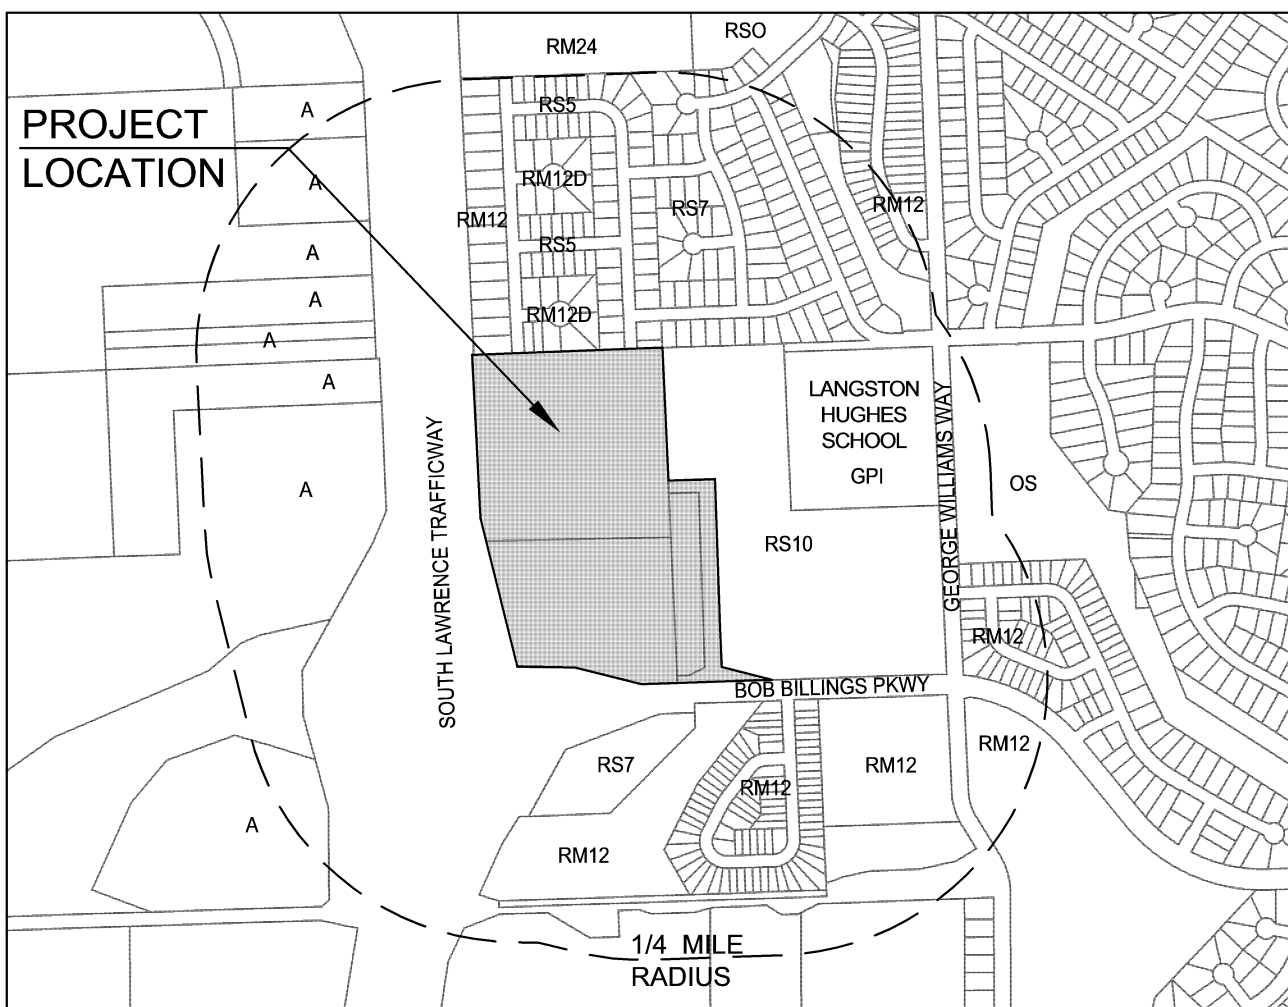 RM24
RSO
A
PROJECT
LOCATION
RS5
A
RM12D
RM12
RS7
RM12
RS5
A
A
RM12D
A
A
LANGSTON
HUGHES
SCHOOL
GPI
SOUTH LAWRENCE TRAFFICWAY
GEORGE WILLIAMS WAY
A
OS
RS10
RM12
BOB BILLINGS PKWY
RS7
RM12
RM12
RM12
A
RM12
1/4 MILE
RADIUS